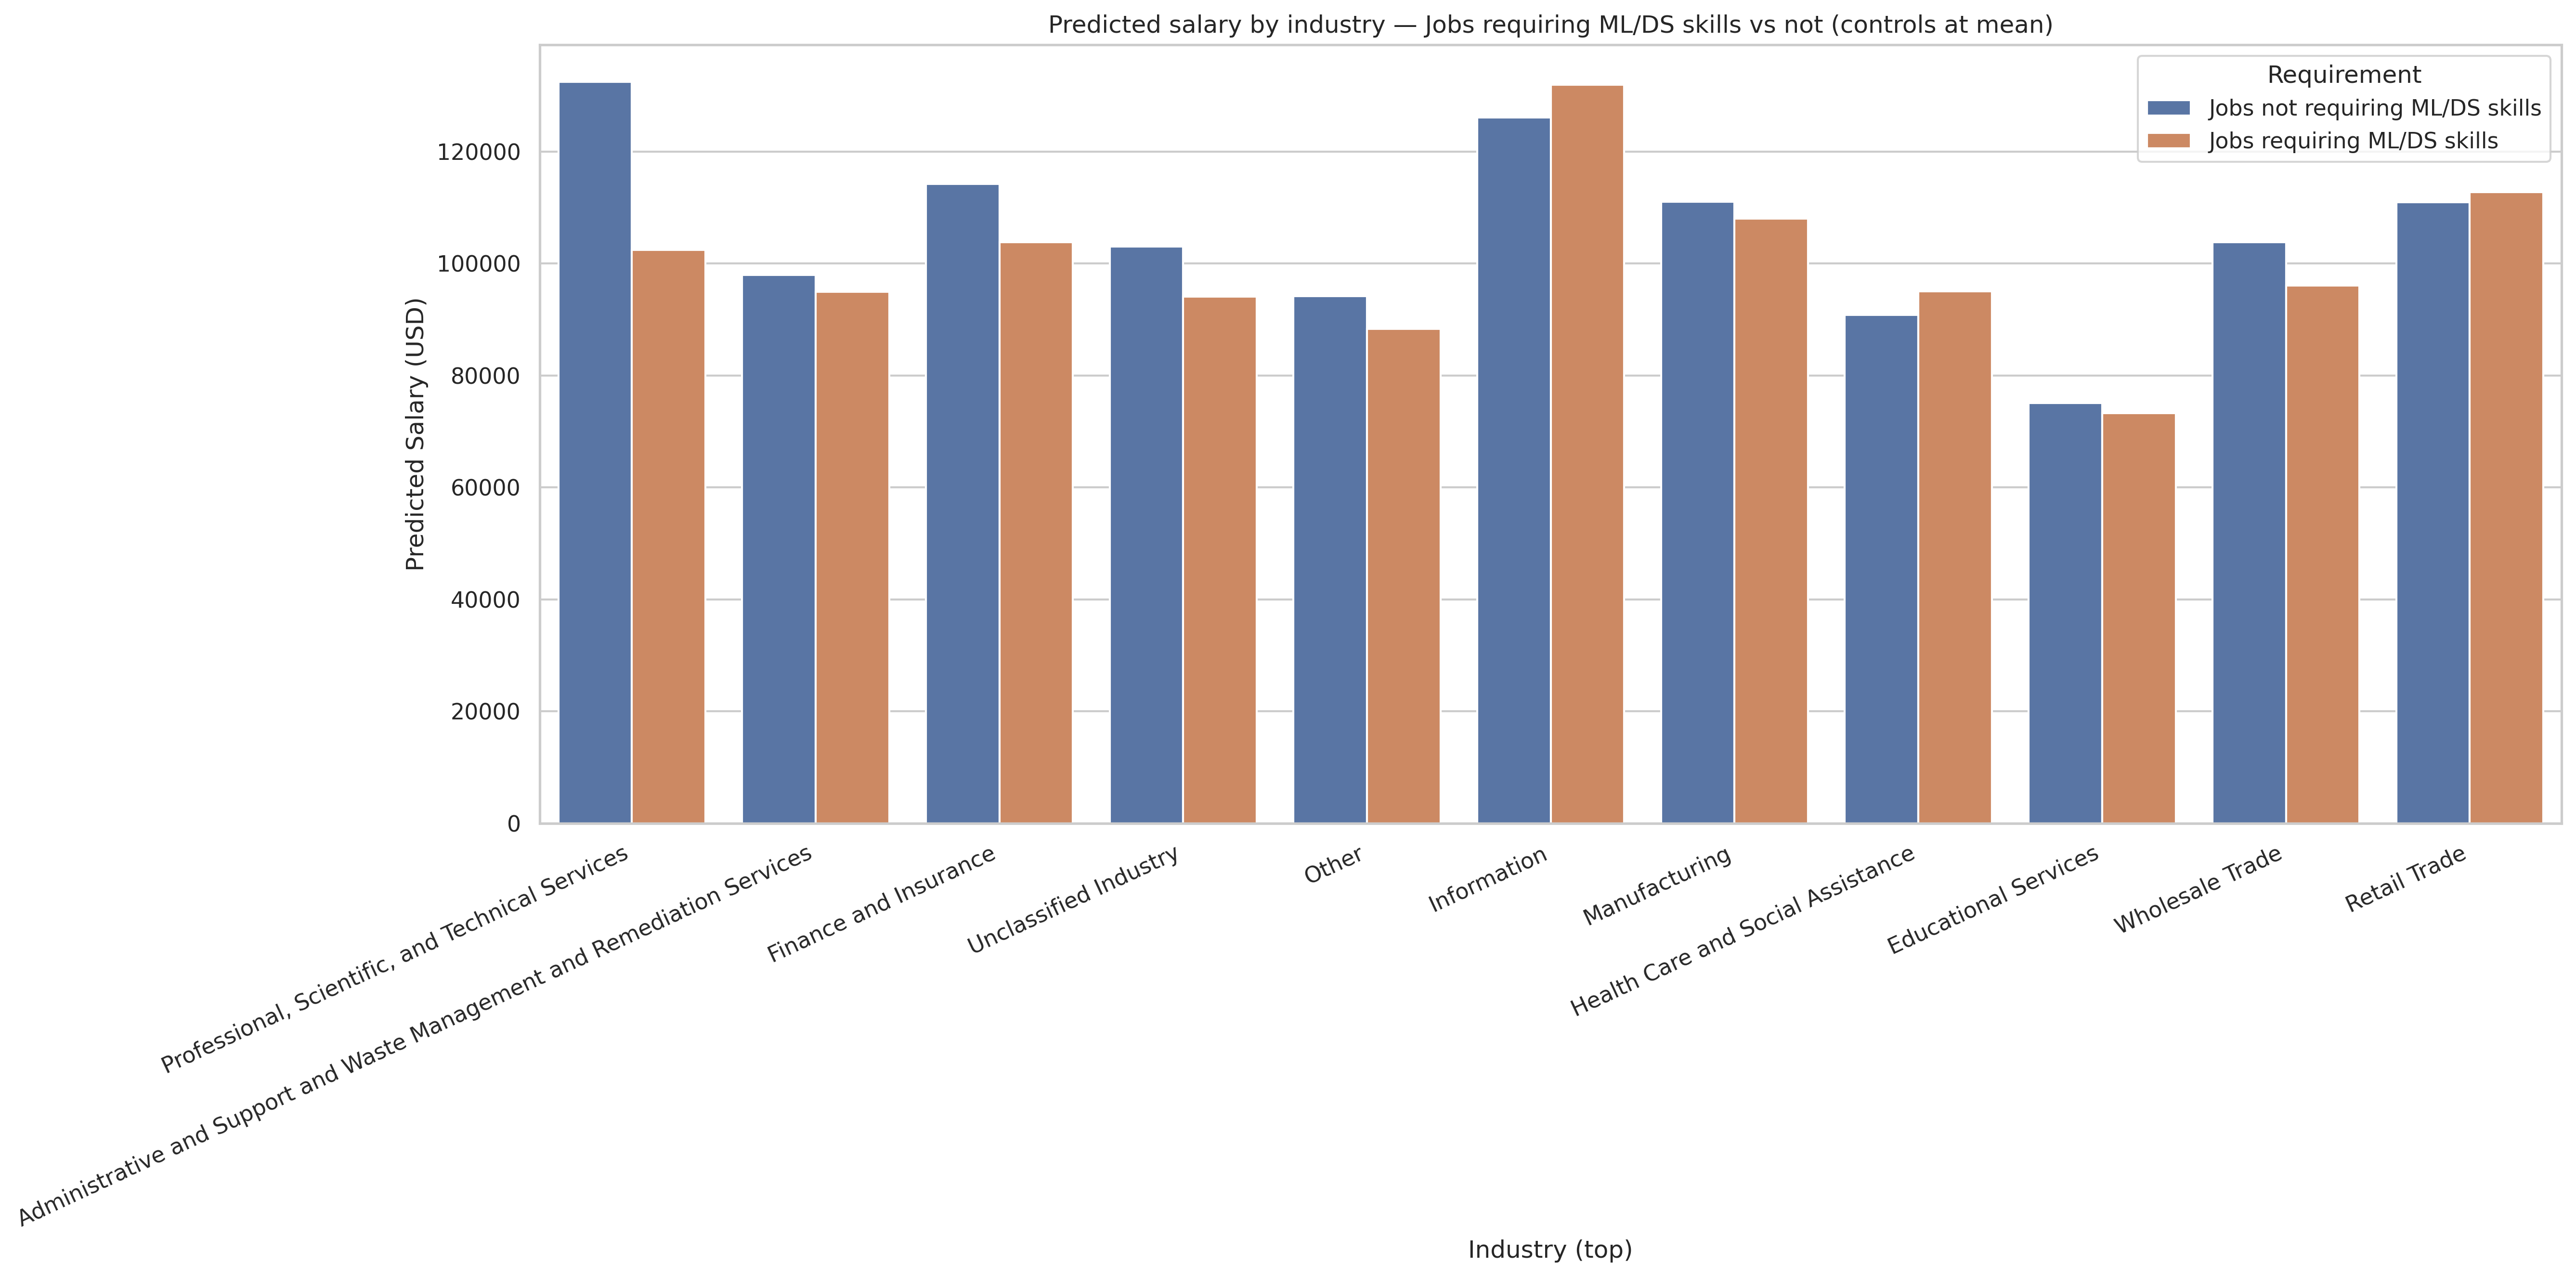 Predicted salary by industry — Jobs requiring ML/DS skills vs not (controls at mean)
Requirement
Jobs not requiring ML/DS skills
Jobs requiring ML/DS skills
Predicted Salary (USD)
120000
100000
80000
60000
40000
20000
0
Professional, Scientific, and Technical Services
Administrative and Support and Waste Management and Remediation Services
Finance and Insurance
Unclassified Industry
Other
Information
Manufacturing
Health Care and Social Assistance
Educational Services
Wholesale Trade
Retail Trade
Industry (top)